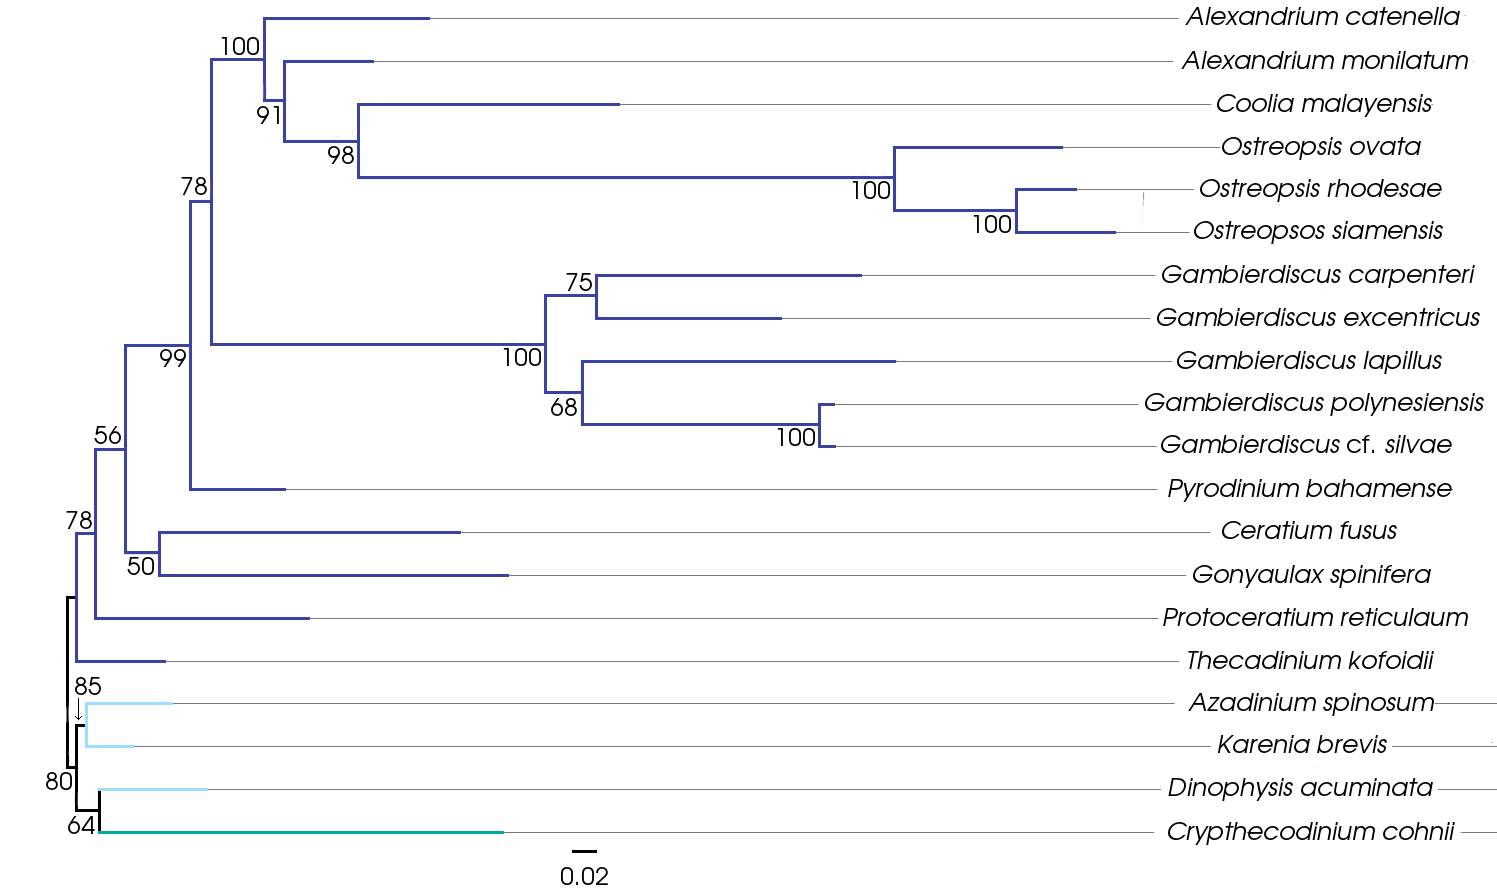 Alexandrium catenella
100
Alexandrium monilatum
91
Coolia malayensis
98
Ostreopsis ovata
78
100
Ostreopsis rhodesae
100
Ostreopsos siamensis
75
Gambierdiscus carpenteri
Gambierdiscus excentricus
99
100
Gambierdiscus lapillus
68
Gambierdiscus polynesiensis
100
Gambierdiscus cf. silvae
56
Pyrodinium bahamense
78
Ceratium fusus
50
Gonyaulax spinifera
Protoceratium reticulaum
Thecadinium kofoidii
85
Azadinium spinosum
Karenia brevis
80
Dinophysis acuminata
64
Crypthecodinium cohnii
0.02